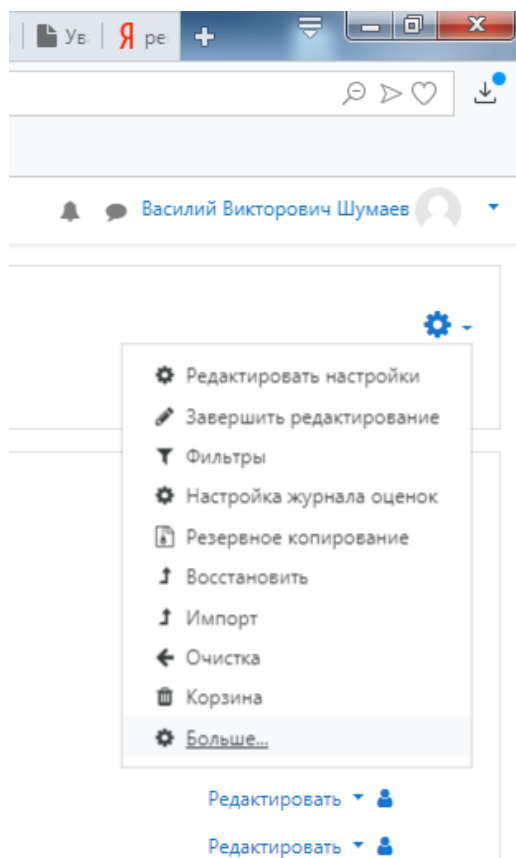 Ув
Я ре
Василий Викторович Шумаев
Редактировать настройки
Завершить редактирование
Фильтры
Настройка журнала оценок
Резервное копирование
Восстановить
Импорт
Очистка
Корзина
Больше...
Редактировать
Редактировать